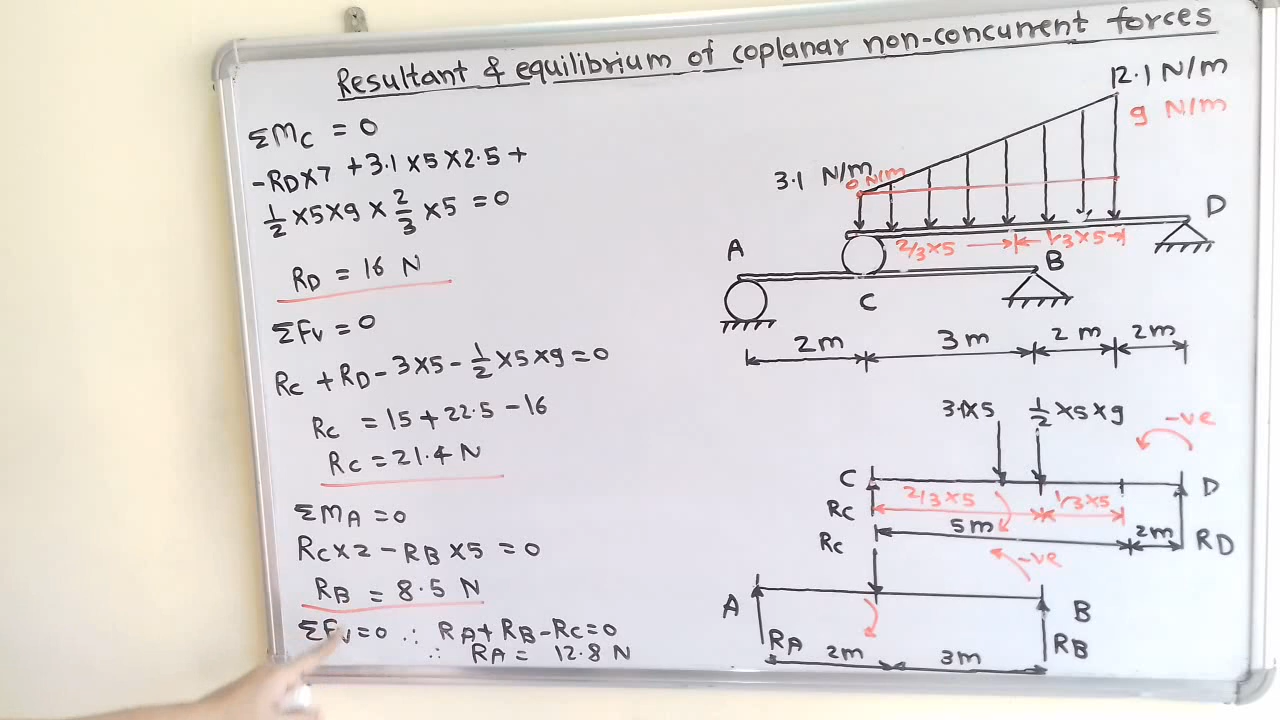 Resultant & equilibrium of coplanar non-concurrent forces
ΣMc = 0
-RD×7 + 3.1×5×2.5 +
1/2 ×5×9 × 2/3 ×5 = 0
RD = 16 N
ΣFv = 0
Rc + RD - 3×5 - 1/2 ×5×9 = 0
Rc = 15 + 22.5 - 16
Rc = 21.4 N
ΣMA = 0
Rc×2 - RB×5 = 0
RB = 8.5 N
ΣFv = 0 ∴ RA + RB - Rc = 0
∴ RA = 12.8 N
12.1 N/m
9 N/m
3.1 N/m
0 N/m
D
2/3×5
1/3×5
A
B
C
2m
3m
2m
2m
3.1×5
1/2 ×5×9
-ve
C
2/3×5
1/3×5
D
Rc
5m
2m
RD
Rc
-ve
A
B
RA
RB
2m
3m